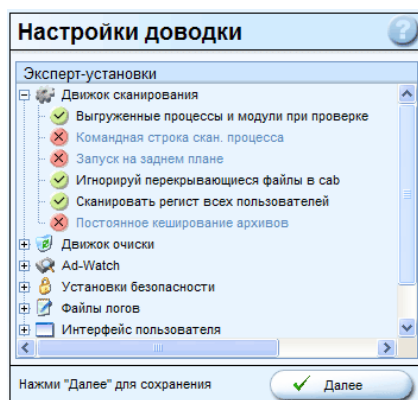 Настройки доводки
?
Эксперт-установки
Движок сканирования
Выгруженные процессы и модули при проверке
Командная строка скан. процесса
Запуск на заднем плане
Игнорируй перекрывающиеся файлы в cab
Сканировать регист всех пользователей
Постоянное кеширование архивов
Движок очиски
Ad-Watch
Установки безопасности
Файлы логов
Интерфейс пользователя
Нажми "Далее" для сохранения
Далее